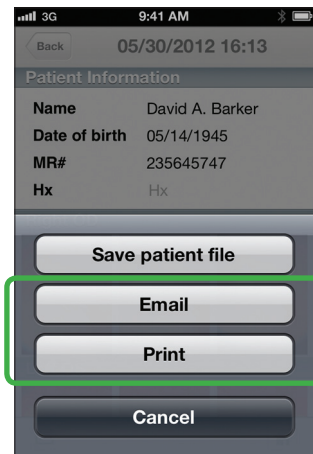 3G 9:41 AM
Back 05/30/2012 16:13
Patient Information
Name David A. Barker
Date of birth 05/14/1945
MR# 235645747
Hx Hx
Save patient file
Email
Print
Cancel